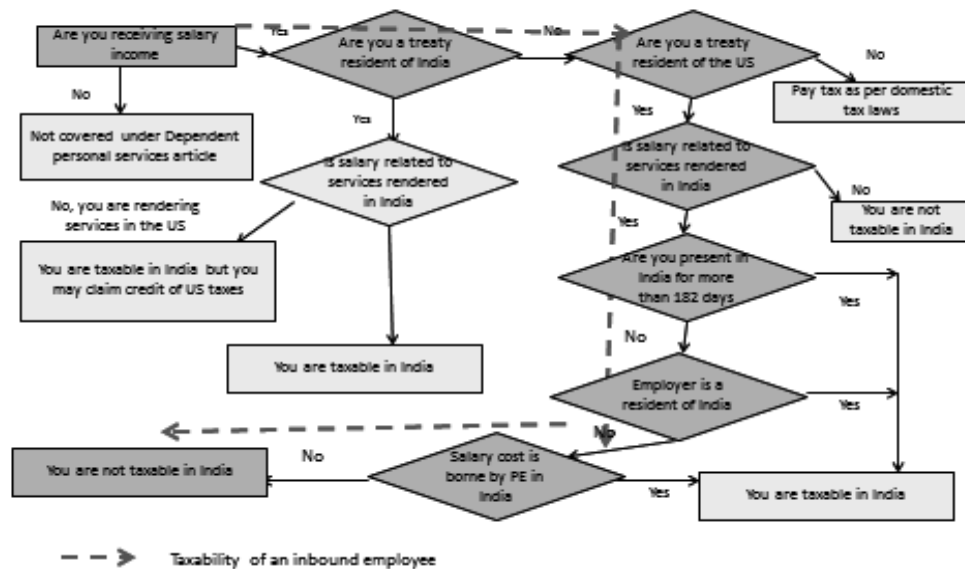 Are you receiving salary
income
Yes
Are you a treaty
resident of India
No
Are you a treaty
resident of the US
No
Pay tax as per domestic
tax laws
No
Not covered under Dependent
personal services article
Yes
Is salary related to
services rendered
in India
No, you are rendering
services in the US
You are taxable in India but you
may claim credit of US taxes
You are taxable in India
Yes
Is salary related to
services rendered
in India
No
You are not
taxable in India
Yes
Are you present in
India for more
than 182 days
Yes
No
Employer is a
resident of India
Yes
No
Salary cost is
borne by PE in
India
No
You are not taxable in India
Yes
You are taxable in India
Taxability of an inbound employee